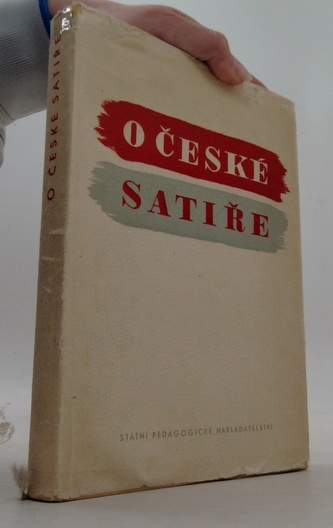 O ČESKÉ SATIŘE
O ČESKÉ
SATIŘE
STÁTNÍ PEDAGOGICKÉ NAKLADATELSTVÍ